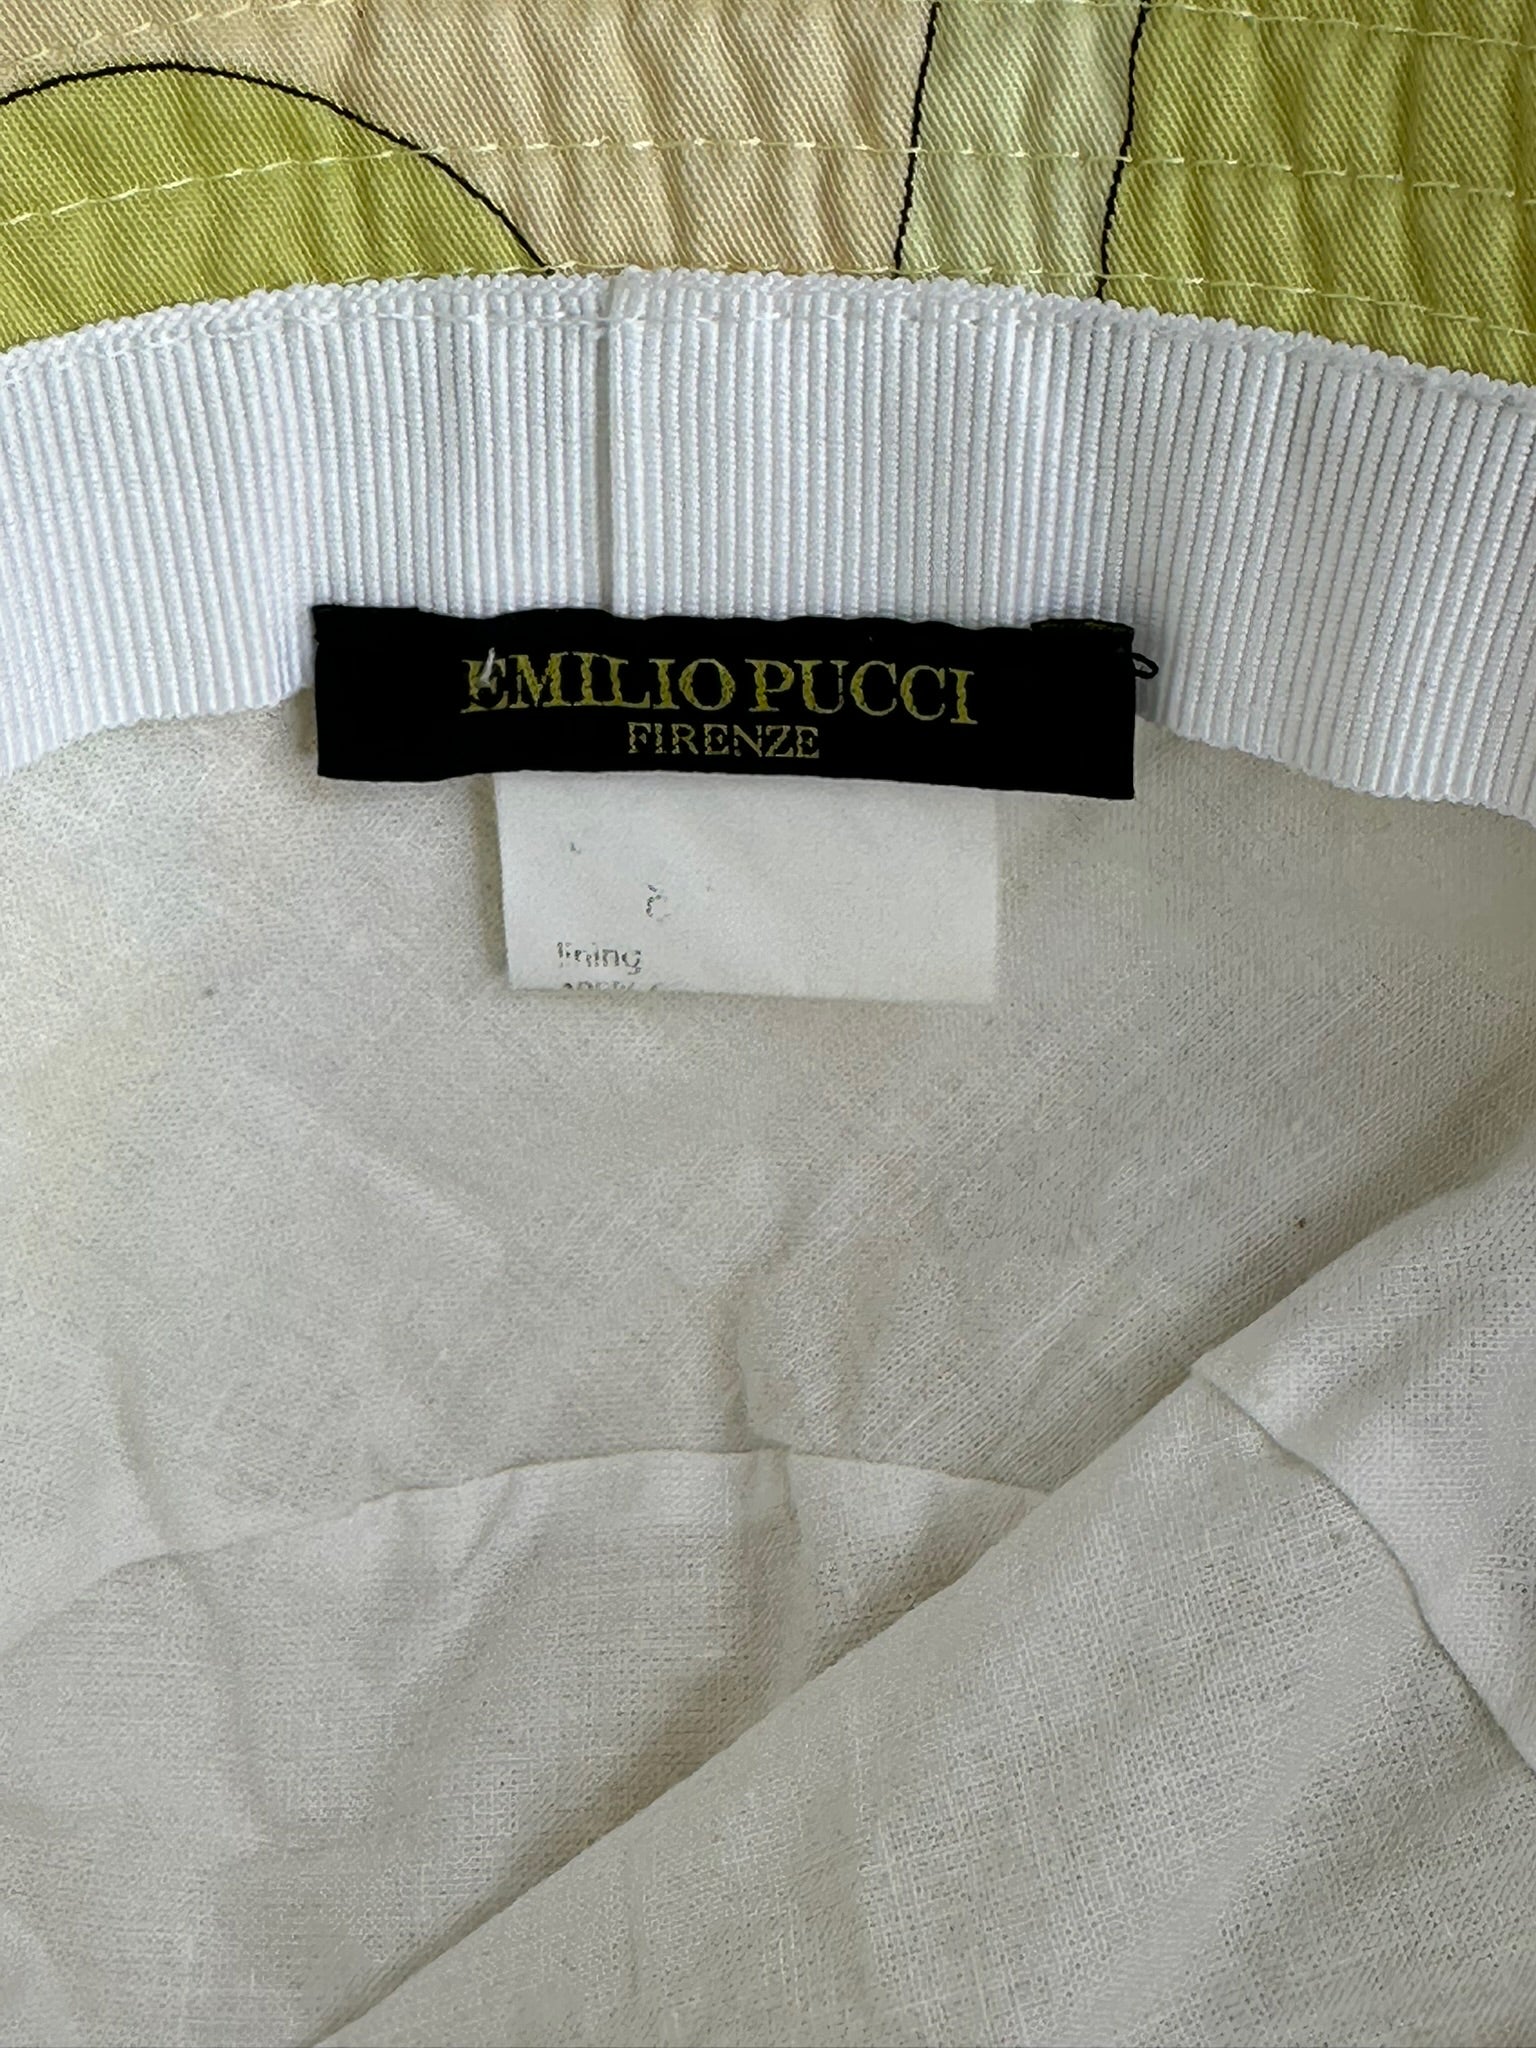 EMILIO PUCCI
FIRENZE
lining